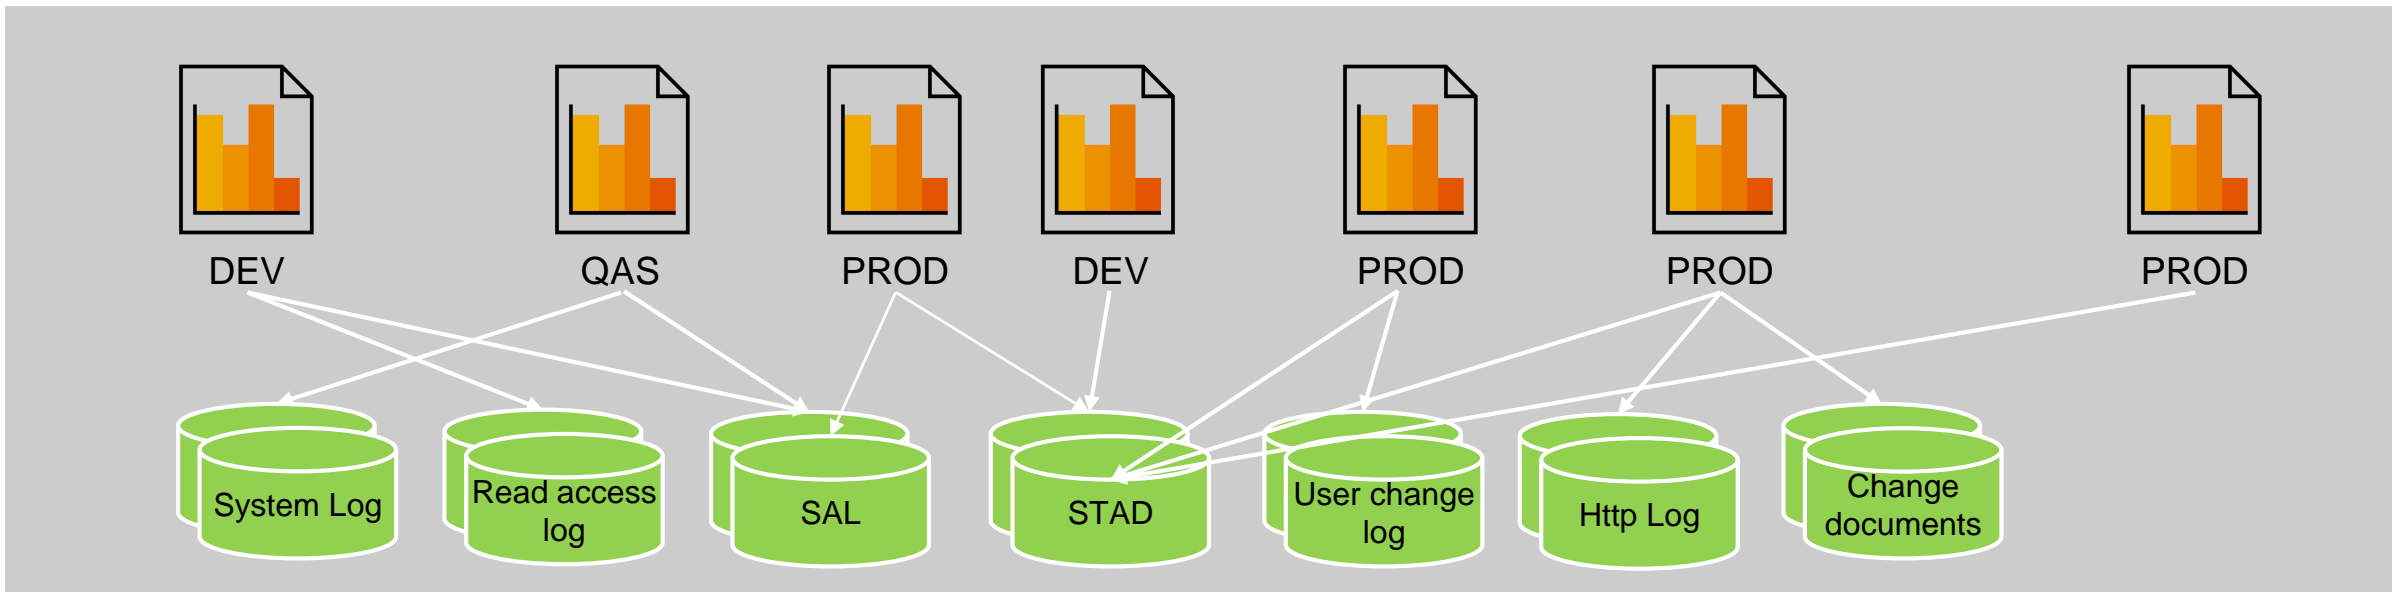 DEV
QAS
PROD
DEV
PROD
PROD
PROD
System Log
Read access
log
SAL
STAD
User change
log
Http Log
Change
documents